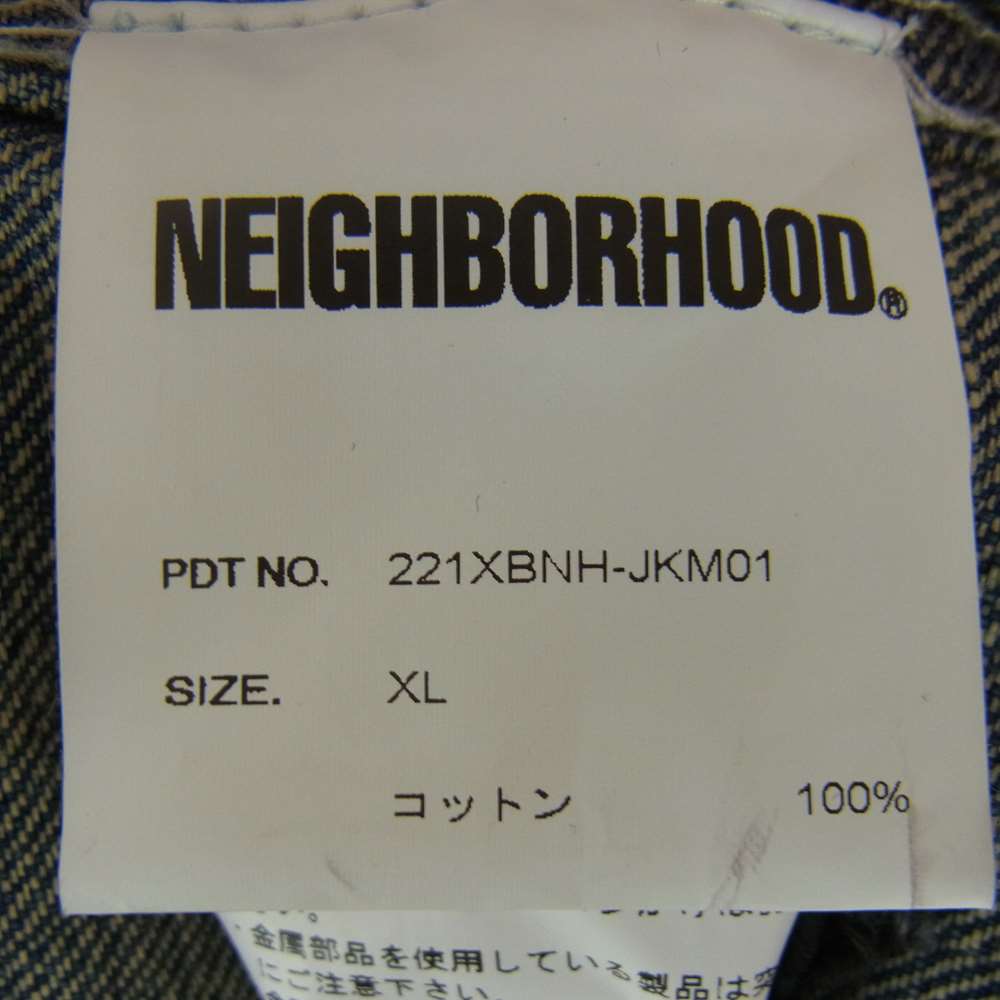 NEIGHBORHOOD®
PDT NO. 221XBNH-JKM01
SIZE. XL
コットン 100%
・金属部品を使用している製品は
にご注意下さい。